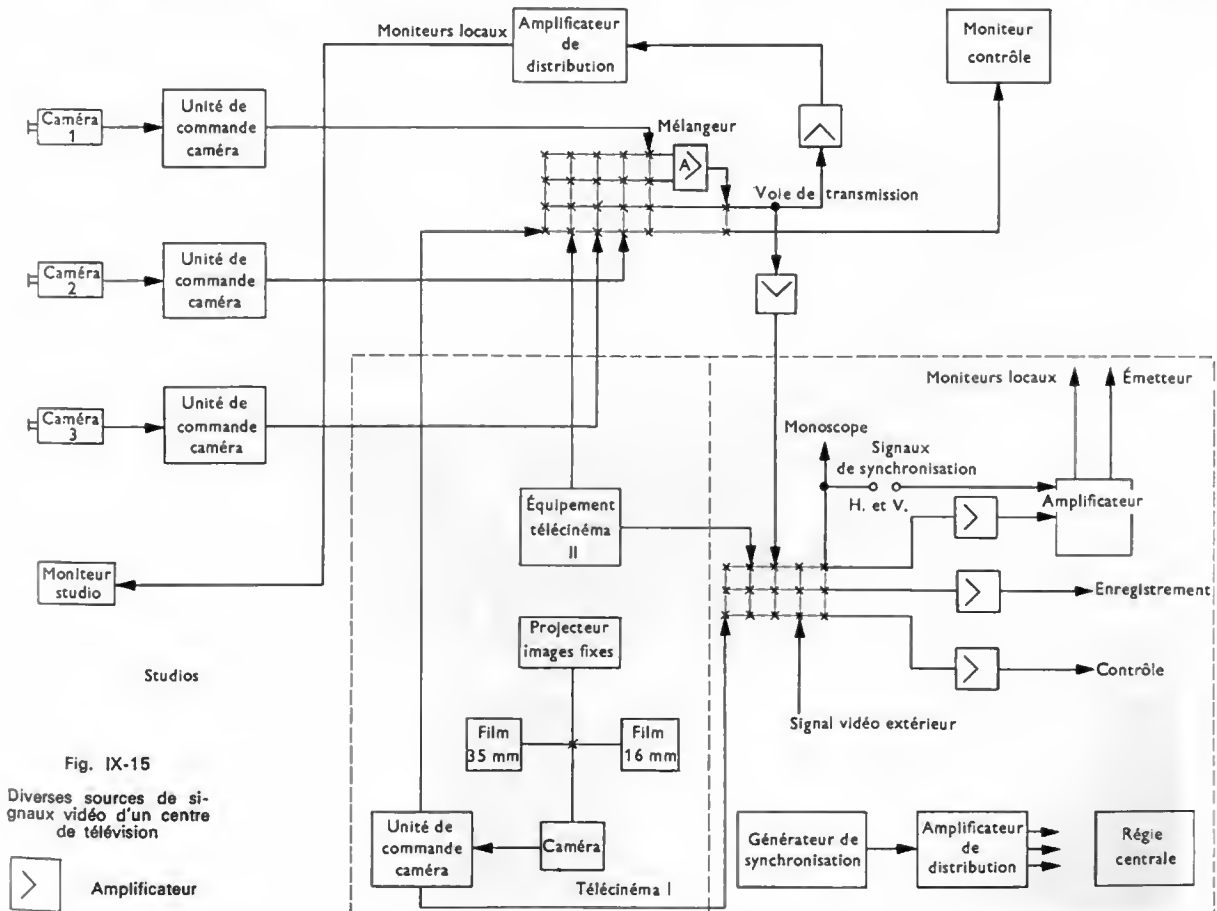 Moniteurs locaux
Amplificateur
de
distribution
Moniteur
contrôle
Caméra
1
Unité de
commande
caméra
Mélangeur
A
Voie de transmission
Caméra
2
Unité de
commande
caméra
Caméra
3
Unité de
commande
caméra
Moniteurs locaux
Émetteur
Monoscope
Signaux
de synchronisation
H. et V.
Amplificateur
Équipement
télécinéma
II
Moniteur
studio
Enregistrement
Projecteur
images fixes
Contrôle
Studios
Signal vidéo extérieur
Film
35 mm
Film
16 mm
Fig. IX-15
Diverses sources de si-
gnaux vidéo d'un centre
de télévision
Unité de
commande
caméra
Caméra
Générateur de
synchronisation
Amplificateur
de
distribution
Régie
centrale
Amplificateur
Télécinéma I